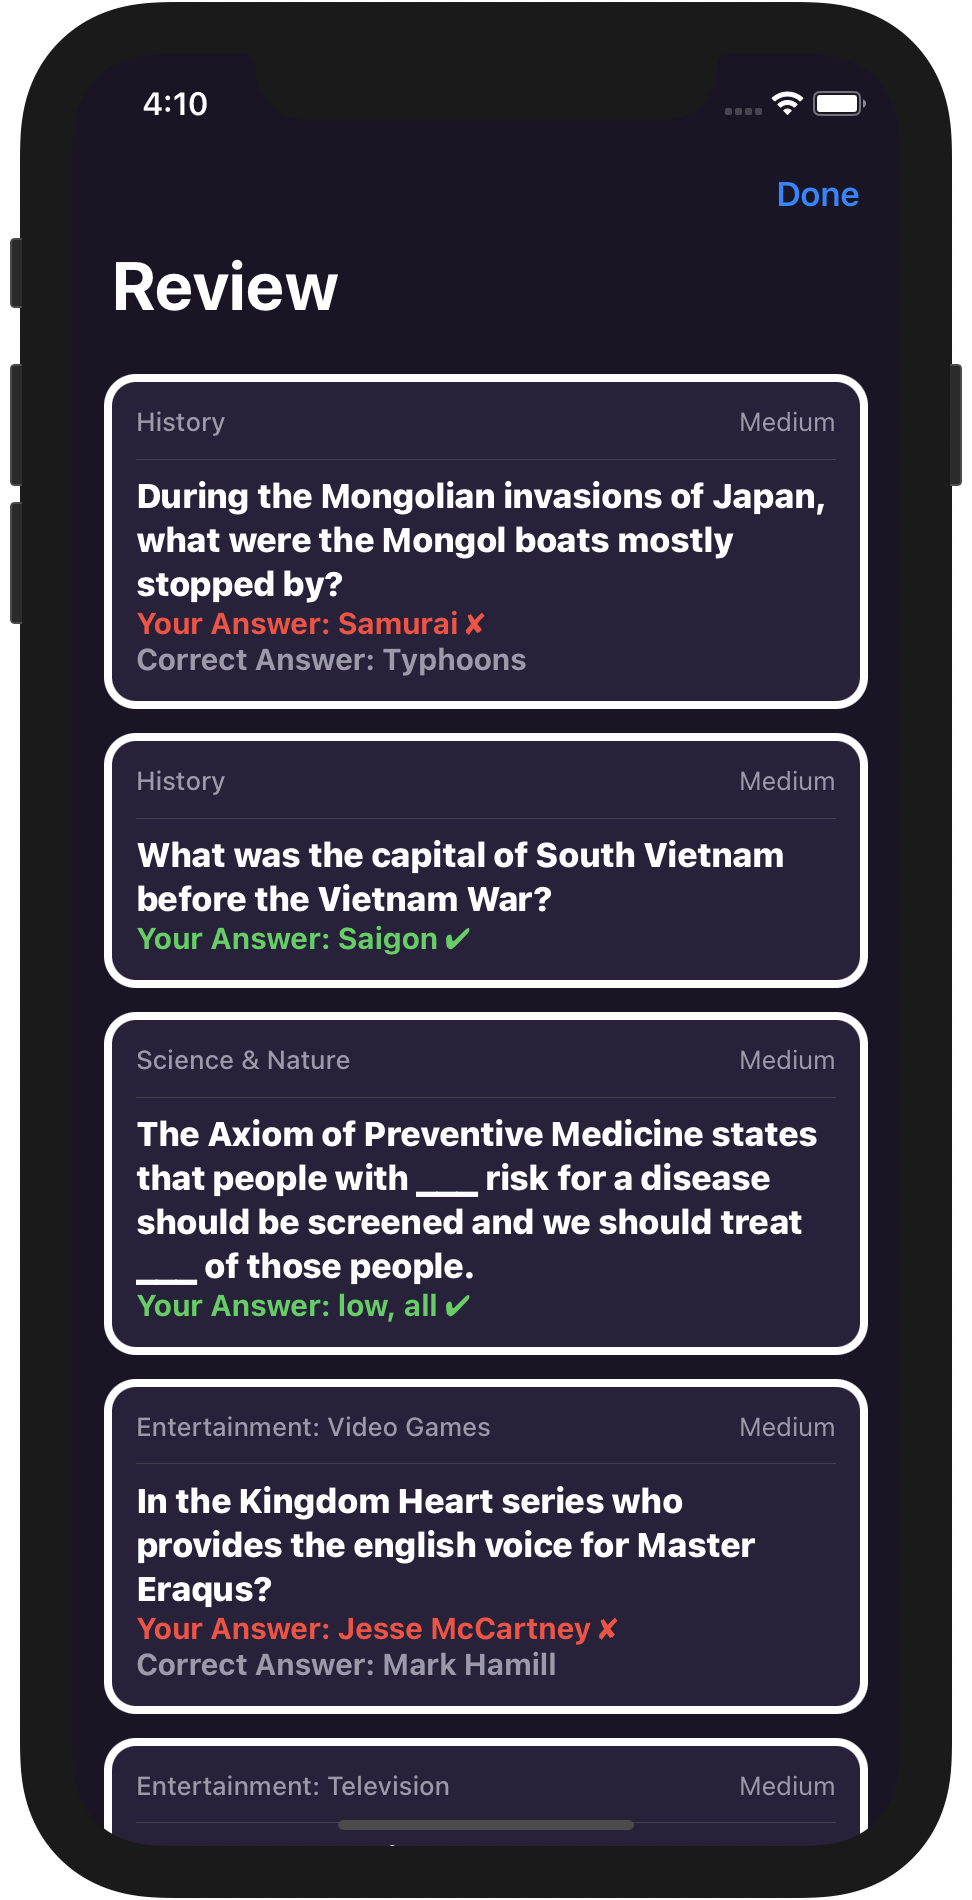 4:10
Done
Review
History Medium
During the Mongolian invasions of Japan,
what were the Mongol boats mostly
stopped by?
Your Answer: Samurai ✘
Correct Answer: Typhoons
History Medium
What was the capital of South Vietnam
before the Vietnam War?
Your Answer: Saigon ✔
Science & Nature Medium
The Axiom of Preventive Medicine states
that people with ___ risk for a disease
should be screened and we should treat
___ of those people.
Your Answer: low, all ✔
Entertainment: Video Games Medium
In the Kingdom Heart series who
provides the english voice for Master
Eraqus?
Your Answer: Jesse McCartney ✘
Correct Answer: Mark Hamill
Entertainment: Television Medium